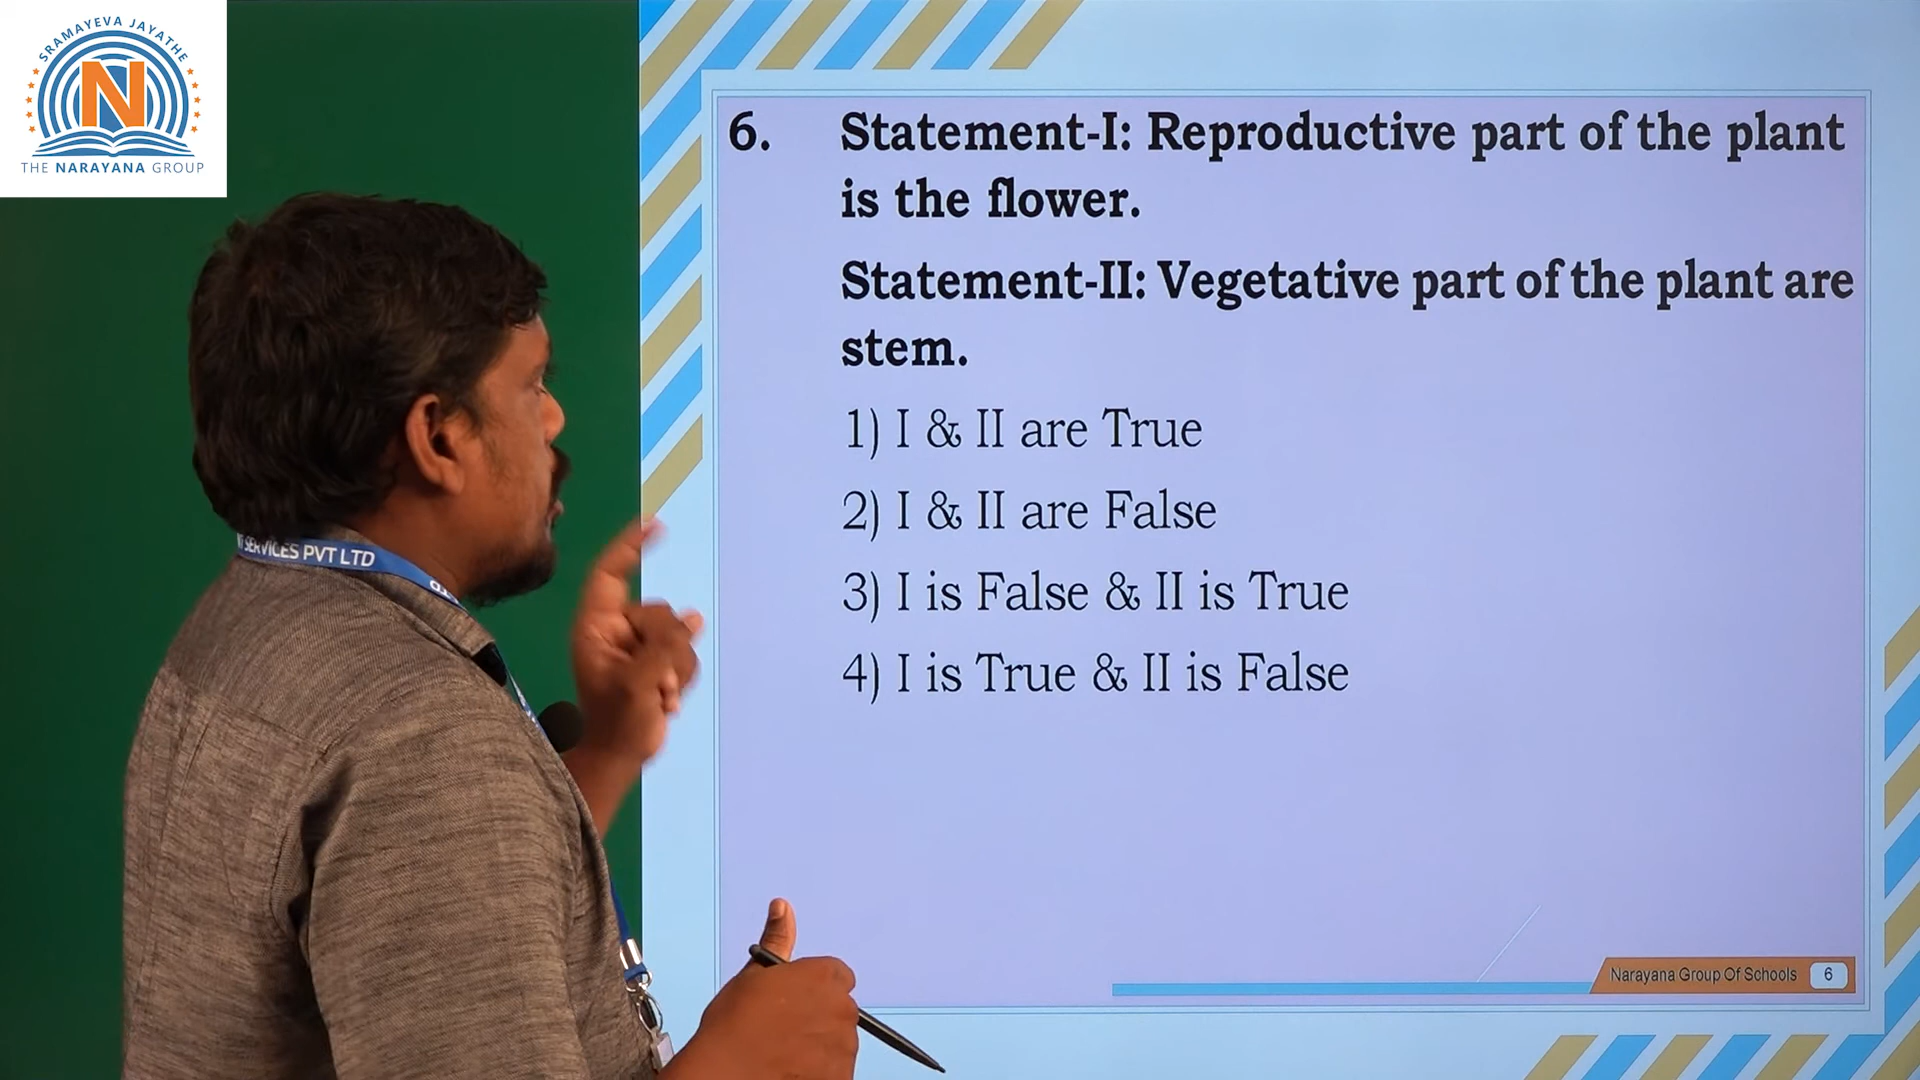 SRAMAYEVA JAYATHE
N
THE NARAYANA GROUP
6. Statement-I: Reproductive part of the plant
is the flower.
Statement-II: Vegetative part of the plant are
stem.
1) I & II are True
2) I & II are False
3) I is False & II is True
4) I is True & II is False
SERVICES PVT LTD
Narayana Group Of Schools 6